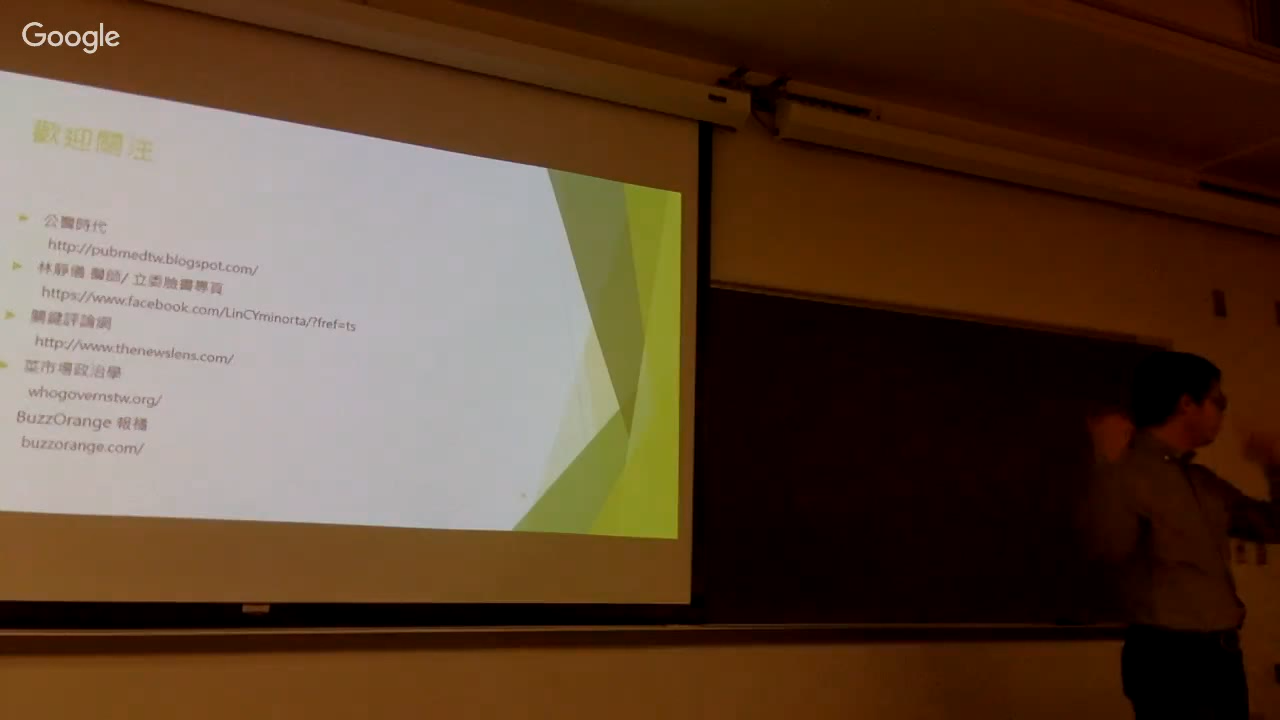 Google
歡迎關注
公醫時代
http://pubmedtw.blogspot.com/
林靜儀 醫師/ 立委臉書專頁
https://www.facebook.com/LinCYminorta/?fref=ts
關鍵評論網
http://www.thenewslens.com/
菜市場政治學
whogovernstw.org/
BuzzOrange 報橘
buzzorange.com/